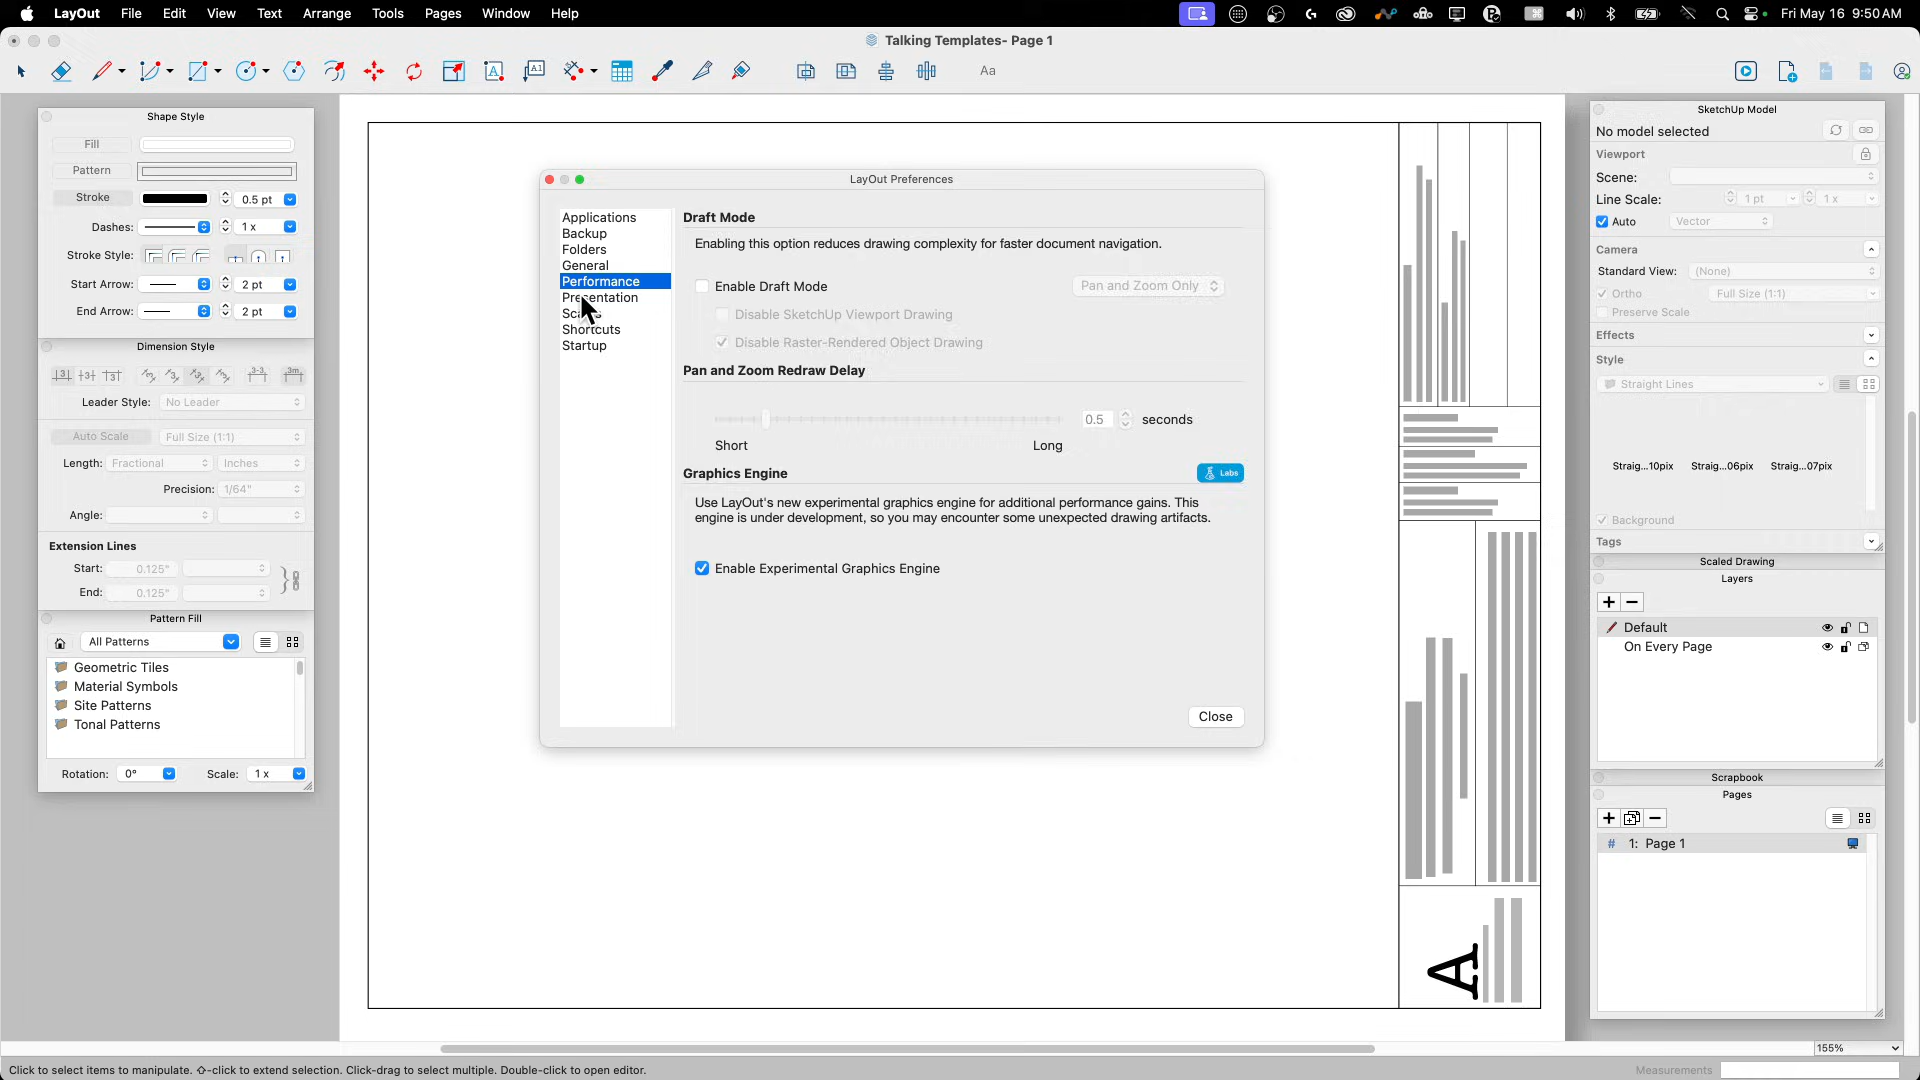 LayOut File Edit View Text Arrange Tools Pages Window Help
Fri May 16 9:50 AM
Talking Templates- Page 1
A1
Aa
Shape Style
Fill
Pattern
Stroke 0.5 pt
Dashes: 1 x
Stroke Style:
Start Arrow: 2 pt
End Arrow: 2 pt
Dimension Style
Leader Style: No Leader
Auto Scale Full Size (1:1)
Length: Fractional Inches
Precision: 1/64"
Angle:
Extension Lines
Start: 0.125"
End: 0.125"
Pattern Fill
All Patterns
Geometric Tiles
Material Symbols
Site Patterns
Tonal Patterns
Rotation: 0° Scale: 1 x
LayOut Preferences
Applications
Backup
Folders
General
Performance
Presentation
Shortcuts
Startup
Draft Mode
Enabling this option reduces drawing complexity for faster document navigation.
Enable Draft Mode Pan and Zoom Only
Disable SketchUp Viewport Drawing
Disable Raster-Rendered Object Drawing
Pan and Zoom Redraw Delay
0.5 seconds
Short Long
Graphics Engine Labs
Use LayOut's new experimental graphics engine for additional performance gains. This
engine is under development, so you may encounter some unexpected drawing artifacts.
Enable Experimental Graphics Engine
Close
A
SketchUp Model
No model selected
Viewport
Scene:
Line Scale: 1 pt 1 x
Auto Vector
Camera
Standard View: (None)
Ortho Full Size (1:1)
Preserve Scale
Effects
Style
Straight Lines
Straig...10pix Straig...06pix Straig...07pix
Background
Tags
Scaled Drawing
Layers
Default
On Every Page
Scrapbook
Pages
# 1: Page 1
155%
Click to select items to manipulate. ⇧-click to extend selection. Click-drag to select multiple. Double-click to open editor.
Measurements